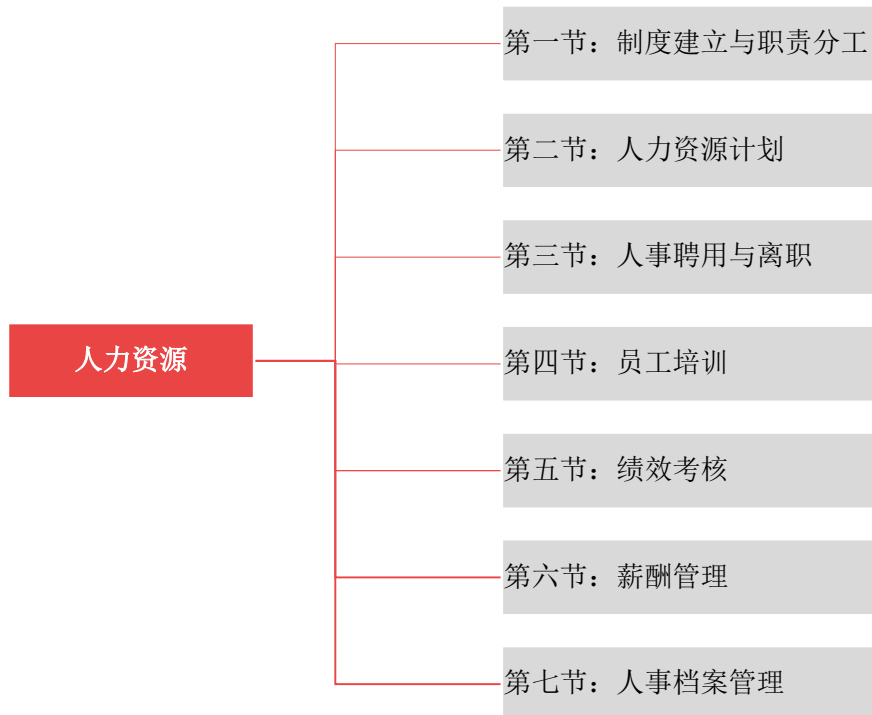 人力资源
第一节：制度建立与职责分工
第二节：人力资源计划
第三节：人事聘用与离职
第四节：员工培训
第五节：绩效考核
第六节：薪酬管理
第七节：人事档案管理